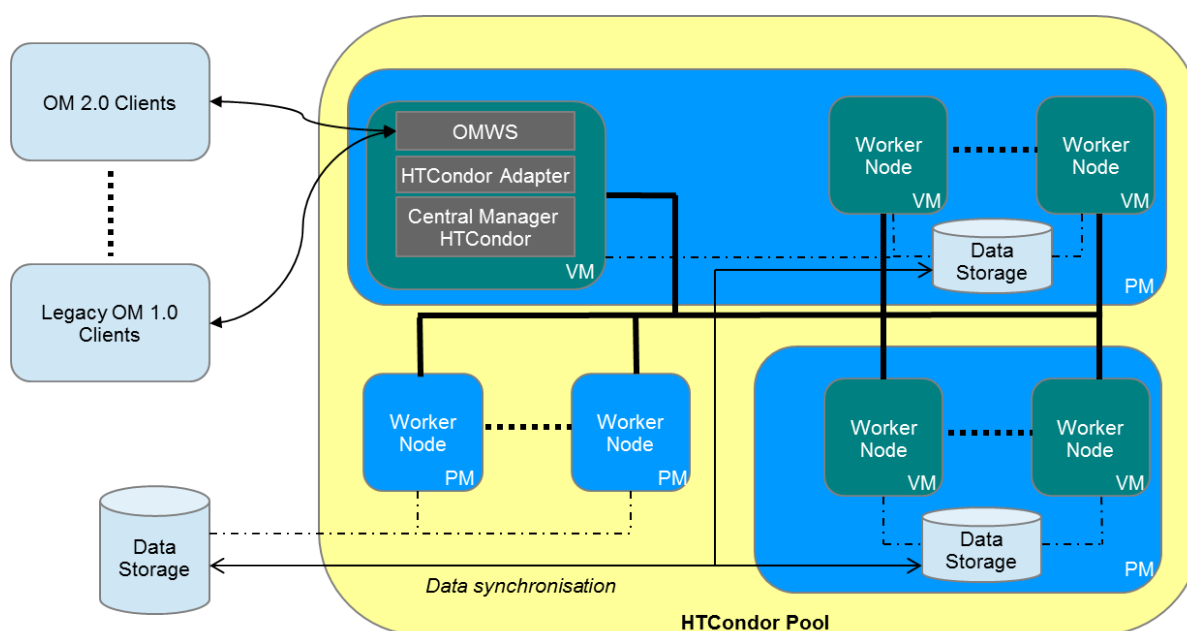 OM 2.0 Clients
Legacy OM 1.0
Clients
OMWS
HTCondor Adapter
Central Manager
HTCondor
VM
Worker
Node
VM
Worker
Node
VM
Data
Storage
PM
Worker
Node
PM
Worker
Node
PM
Worker
Node
VM
Worker
Node
VM
Data
Storage
PM
Data
Storage
Data synchronisation
HTCondor Pool